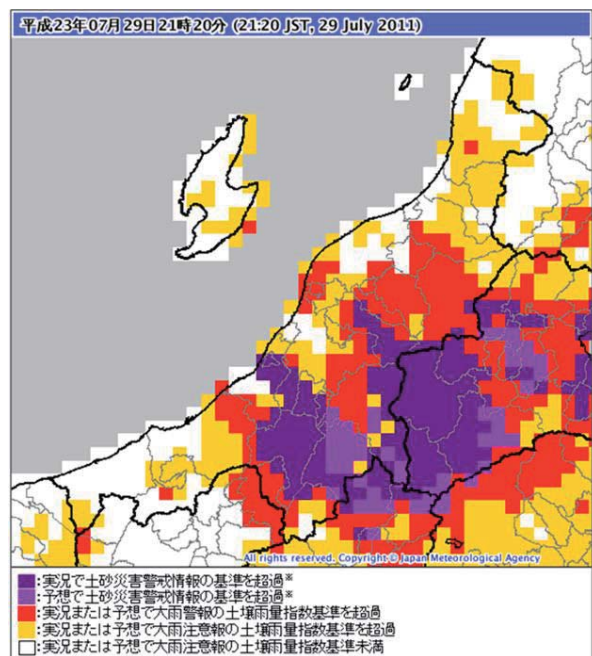 平成23年07月29日21時20分 (21:20 JST, 29 July 2011)
All rights reserved. Copyright © Japan Meteorological Agency
:実況で土砂災害警戒情報の基準を超過※
:予想で土砂災害警戒情報の基準を超過※
:実況または予想で大雨警報の土壌雨量指数基準を超過
:実況または予想で大雨注意報の土壌雨量指数基準を超過
:実況または予想で大雨注意報の土壌雨量指数基準未満